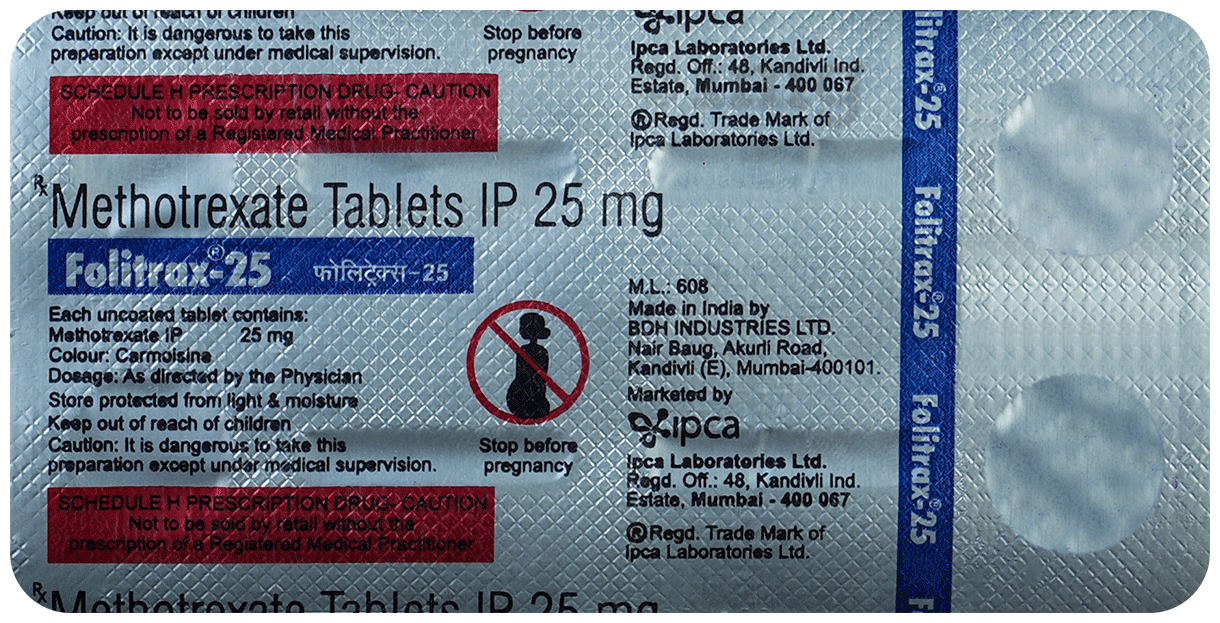 Keep out of reach of children
Caution: It is dangerous to take this
preparation except under medical supervision.
Stop before
pregnancy
SCHEDULE H PRESCRIPTION DRUG- CAUTION
Not to be sold by retail without the
prescription of a Registered Medical Practitioner
ipca
Ipca Laboratories Ltd.
Regd. Off.: 48, Kandivli Ind.
Estate, Mumbai - 400 067
®Regd. Trade Mark of
Ipca Laboratories Ltd.
Rx Methotrexate Tablets IP 25 mg
Folitrax®-25 फोलिट्रेक्स-25
Each uncoated tablet contains:
Methotrexate IP 25 mg
Colour: Carmoisine
Dosage: As directed by the Physician
Store protected from light & moisture
Keep out of reach of children
Caution: It is dangerous to take this
preparation except under medical supervision.
Stop before
pregnancy
SCHEDULE H PRESCRIPTION DRUG- CAUTION
Not to be sold by retail without the
prescription of a Registered Medical Practitioner
M.L.: 608
Made in India by
BDH INDUSTRIES LTD.
Nair Baug, Akurli Road,
Kandivli (E), Mumbai-400101.
Marketed by
ipca
Ipca Laboratories Ltd.
Regd. Off.: 48, Kandivli Ind.
Estate, Mumbai - 400 067
®Regd. Trade Mark of
Ipca Laboratories Ltd.
Rx Methotrexate Tablets IP 25 mg
Folitrax®-25 Folitrax®-25 Folitrax®-25 Fo